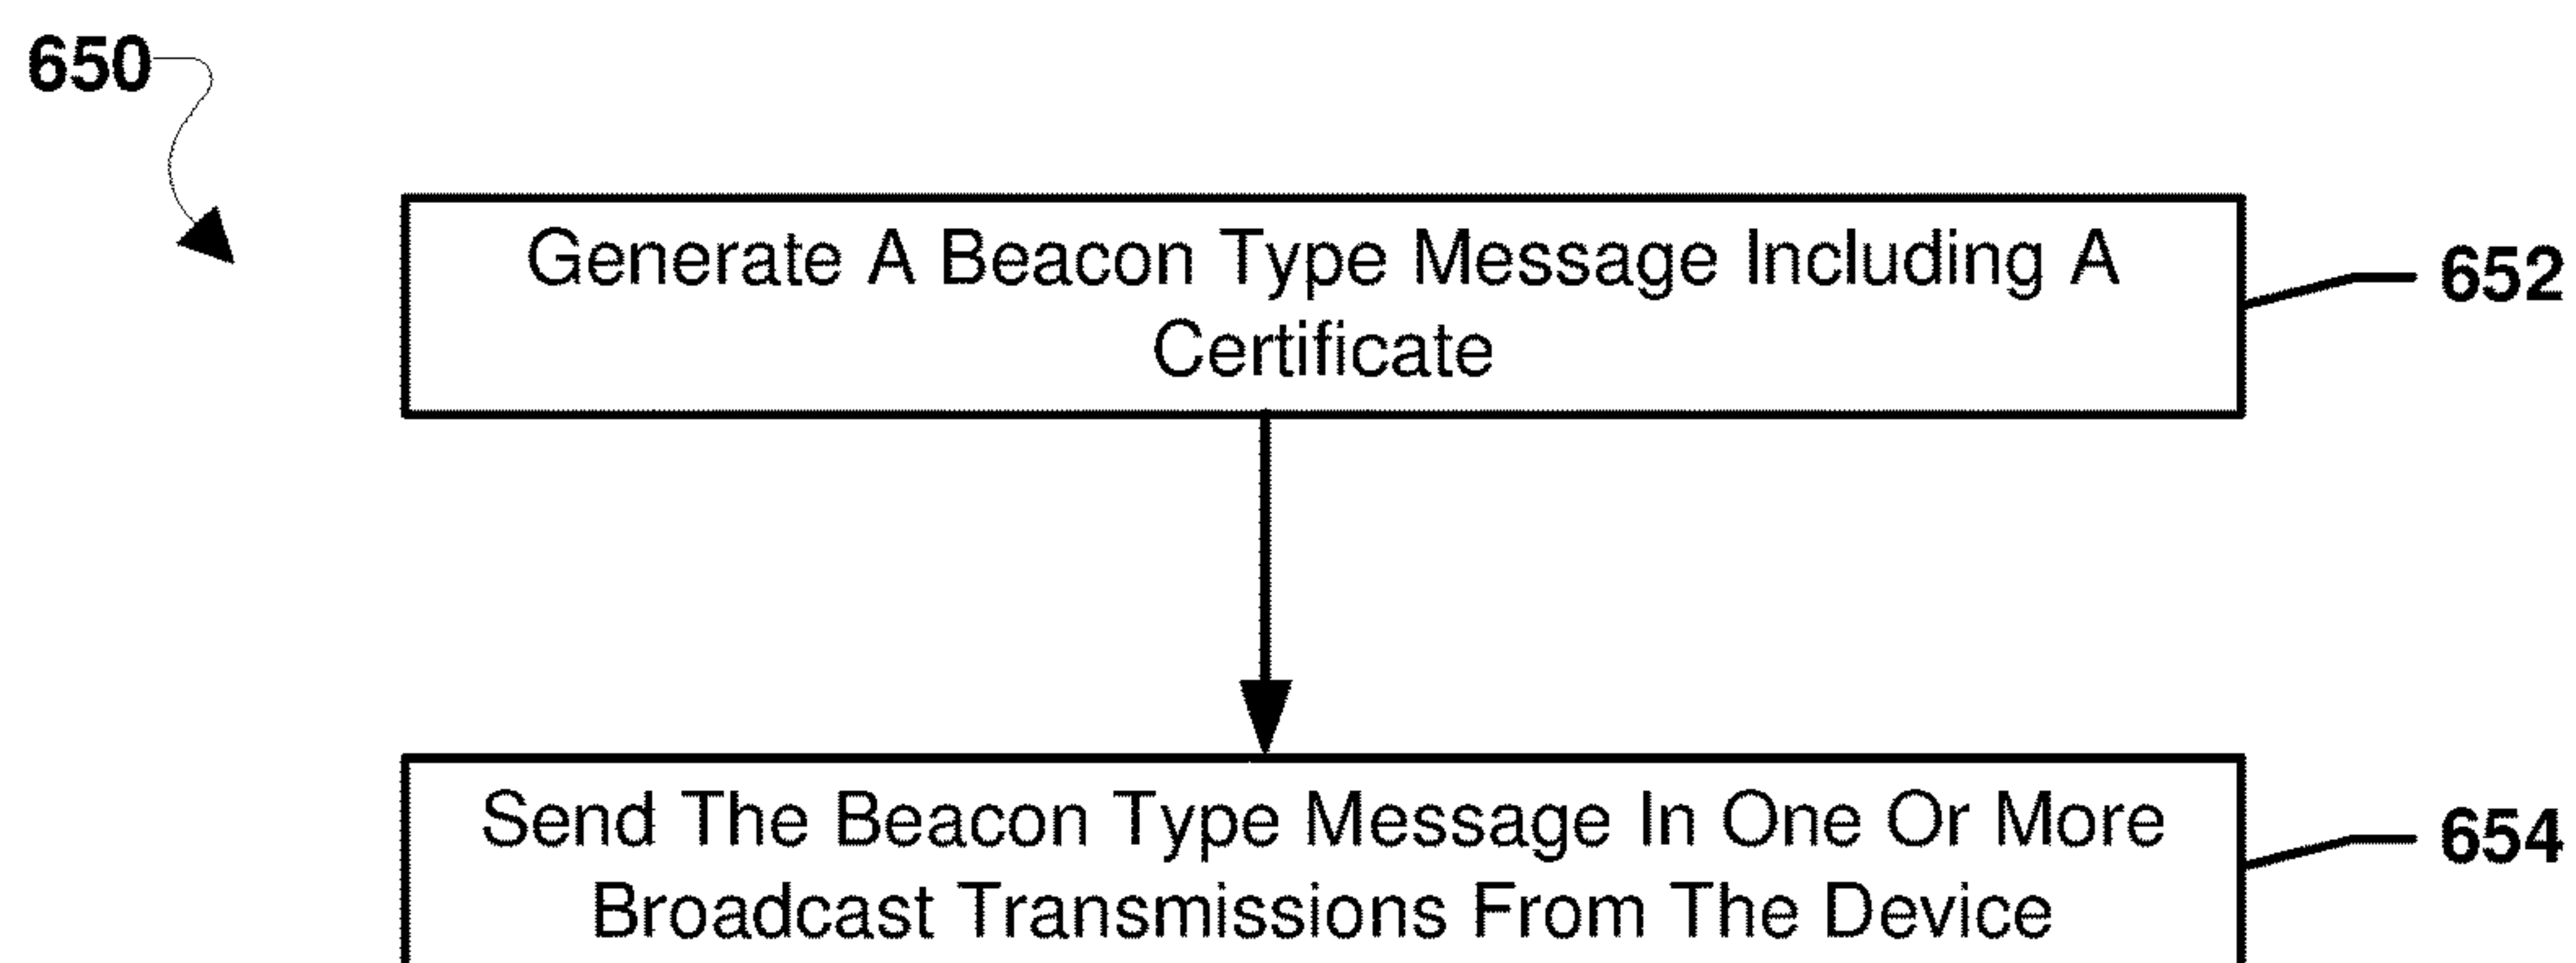 650
Generate A Beacon Type Message Including A
Certificate
652
Send The Beacon Type Message In One Or More
Broadcast Transmissions From The Device
654